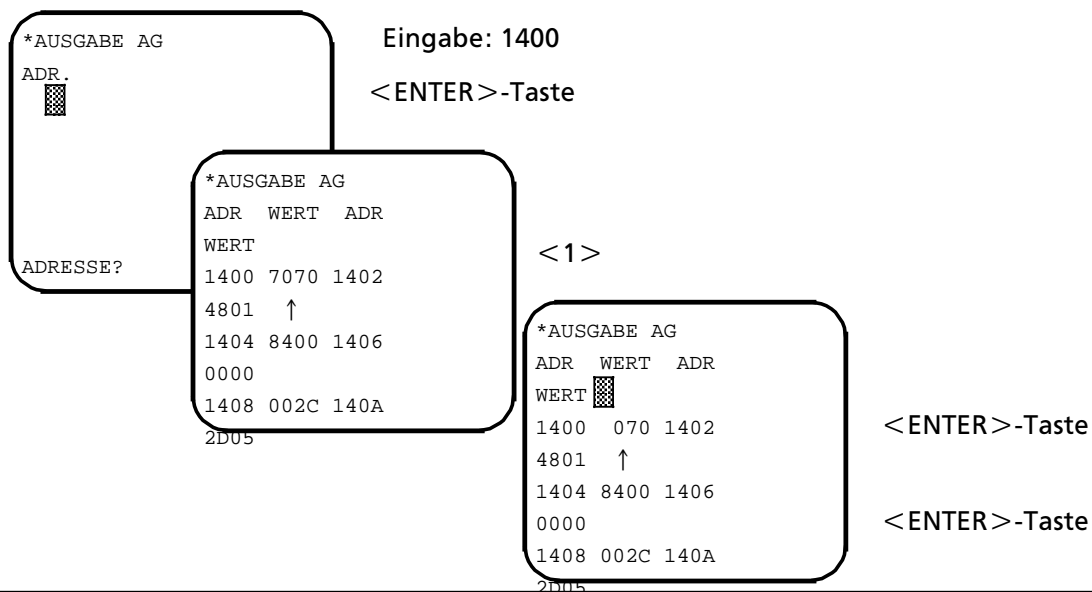 *AUSGABE AG
ADR.
ADRESSE?
Eingabe: 1400
<ENTER>-Taste
*AUSGABE AG
ADR WERT ADR
WERT
1400 7070 1402
4801 ↑
1404 8400 1406
0000
1408 002C 140A
2D05
<1>
*AUSGABE AG
ADR WERT ADR
WERT
1400 070 1402
4801 ↑
1404 8400 1406
0000
1408 002C 140A
2D05
<ENTER>-Taste
<ENTER>-Taste